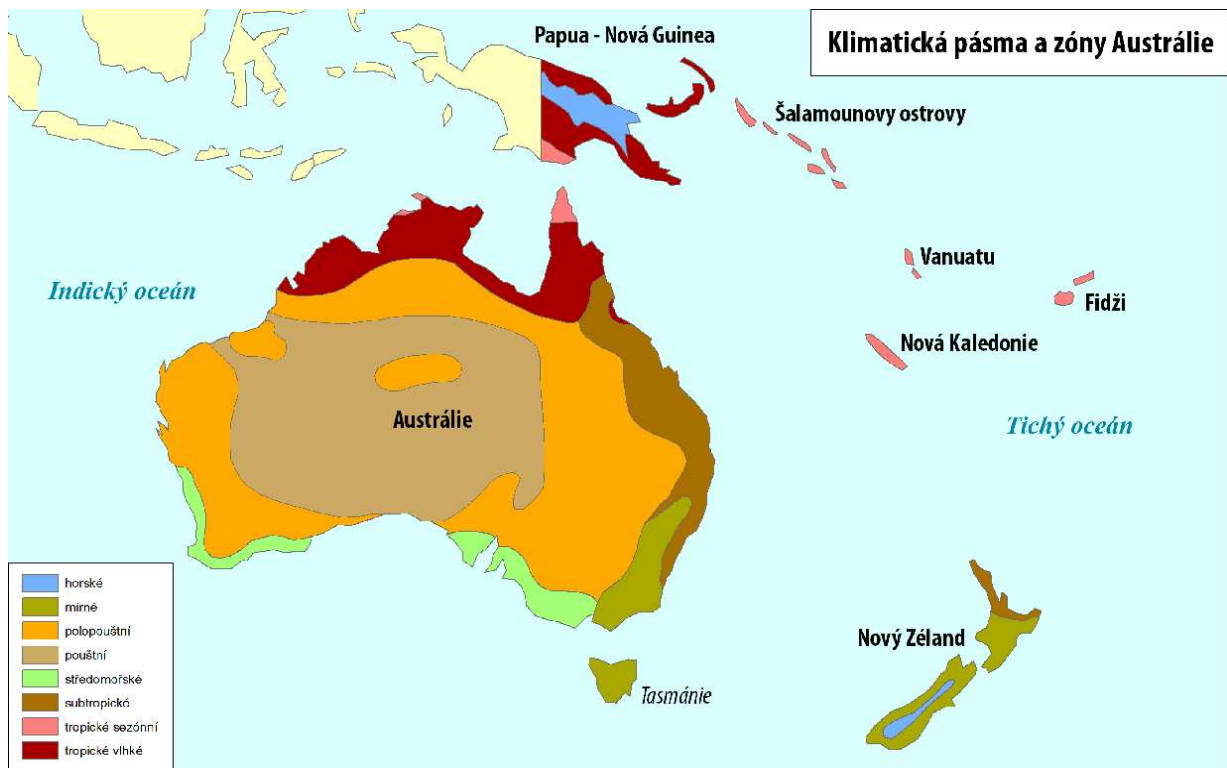 Papua - Nová Guinea
Klimatická pásma a zóny Austrálie
Šalamounovy ostrovy
Vanuatu
Indický oceán
Fidži
Nová Kaledonie
Austrálie
Tichý oceán
horské
mírné
polopouštní
pouštní
středomořské
subtropické
tropické sezónní
tropické vlhké
Nový Zéland
Tasmánie